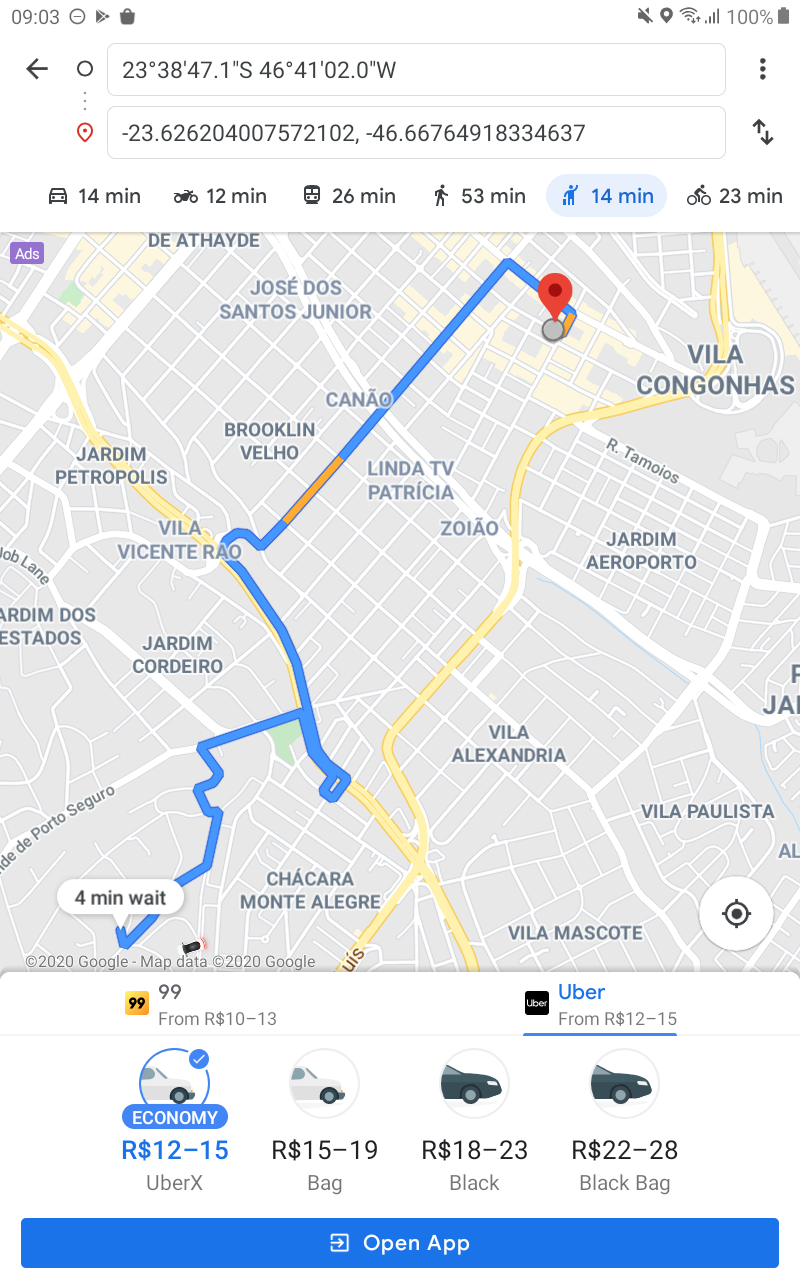 09:03
100%
23°38'47.1"S 46°41'02.0"W
-23.626204007572102, -46.66764918334637
14 min
12 min
26 min
53 min
14 min
23 min
Ads
DE ATHAYDE
JOSÉ DOS
SANTOS JUNIOR
VILA
CONGONHAS
CANÃO
BROOKLIN
VELHO
R. Tamoios
JARDIM
PETROPOLIS
LINDA TV
PATRÍCIA
VILA
VICENTE RAO
ZOIÃO
JARDIM
AEROPORTO
ob Lane
ARDIM DOS
ESTADOS
JARDIM
CORDEIRO
P
JAR
VILA
ALEXANDRIA
de de Porto Seguro
VILA PAULISTA
AL
CHÁCARA
MONTE ALEGRE
4 min wait
VILA MASCOTE
uís
©2020 Google - Map data ©2020 Google
99
99
From R$10–13
Uber
Uber
From R$12–15
ECONOMY
R$12–15
UberX
R$15–19
Bag
R$18–23
Black
R$22–28
Black Bag
Open App